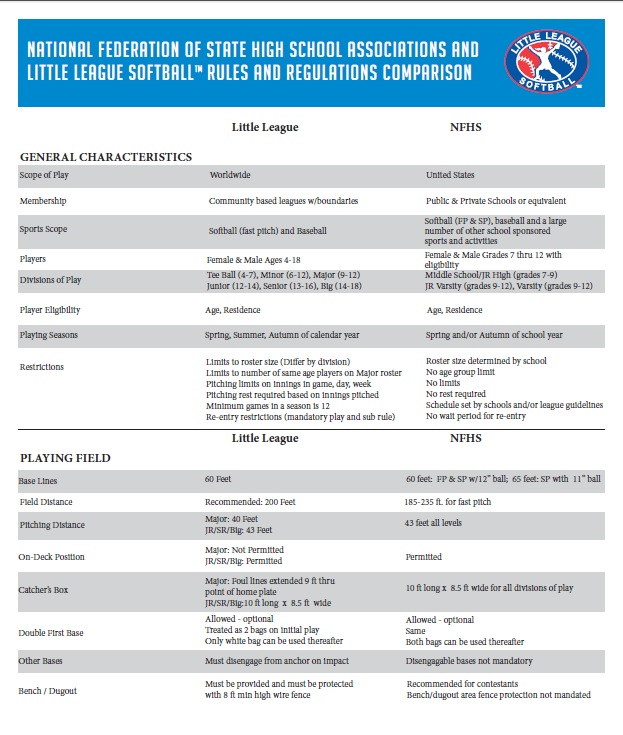 NATIONAL FEDERATION OF STATE HIGH SCHOOL ASSOCIATIONS AND
LITTLE LEAGUE SOFTBALL™ RULES AND REGULATIONS COMPARISON
LITTLE LEAGUE
SOFTBALL
Little League NFHS
GENERAL CHARACTERISTICS
Scope of Play Worldwide United States
Membership Community based leagues w/boundaries Public & Private Schools or equivalent
Sports Scope Softball (fast pitch) and Baseball Softball (FP & SP), baseball and a large
number of other school sponsored
sports and activities
Players Female & Male Ages 4-18 Female & Male Grades 7 thru 12 with
eligibility
Divisions of Play Tee Ball (4-7), Minor (6-12), Major (9-12) Middle School/JR High (grades 7-9)
Junior (12-14), Senior (13-16), Big (14-18) JR Varsity (grades 9-12), Varsity (grades 9-12)
Player Eligibility Age, Residence Age, Residence
Playing Seasons Spring, Summer, Autumn of calendar year Spring and/or Autumn of school year
Restrictions Limits to roster size (Differ by division) Roster size determined by school
Limits to number of same age players on Major roster No age group limit
Pitching limits on innings in game, day, week No limits
Pitching rest required based on innings pitched No rest required
Minimum games in a season is 12 Schedule set by schools and/or league guidelines
Re-entry restrictions (mandatory play and sub rule) No wait period for re-entry
Little League NFHS
PLAYING FIELD
Base Lines 60 Feet 60 feet: FP & SP w/12" ball; 65 feet: SP with 11" ball
Field Distance Recommended: 200 Feet 185-235 ft. for fast pitch
Pitching Distance Major: 40 Feet 43 feet all levels
JR/SR/Big: 43 Feet
On-Deck Position Major: Not Permitted Permitted
JR/SR/Big: Permitted
Catcher's Box Major: Foul lines extended 9 ft thru 10 ft long x 8.5 ft wide for all divisions of play
point of home plate
JR/SR/Big:10 ft long x 8.5 ft wide
Double First Base Allowed - optional Allowed - optional
Treated as 2 bags on initial play Same
Only white bag can be used thereafter Both bags can be used thereafter
Other Bases Must disengage from anchor on impact Disengagable bases not mandatory
Bench / Dugout Must be provided and must be protected Recommended for contestants
with 8 ft min high wire fence Bench/dugout area fence protection not mandated